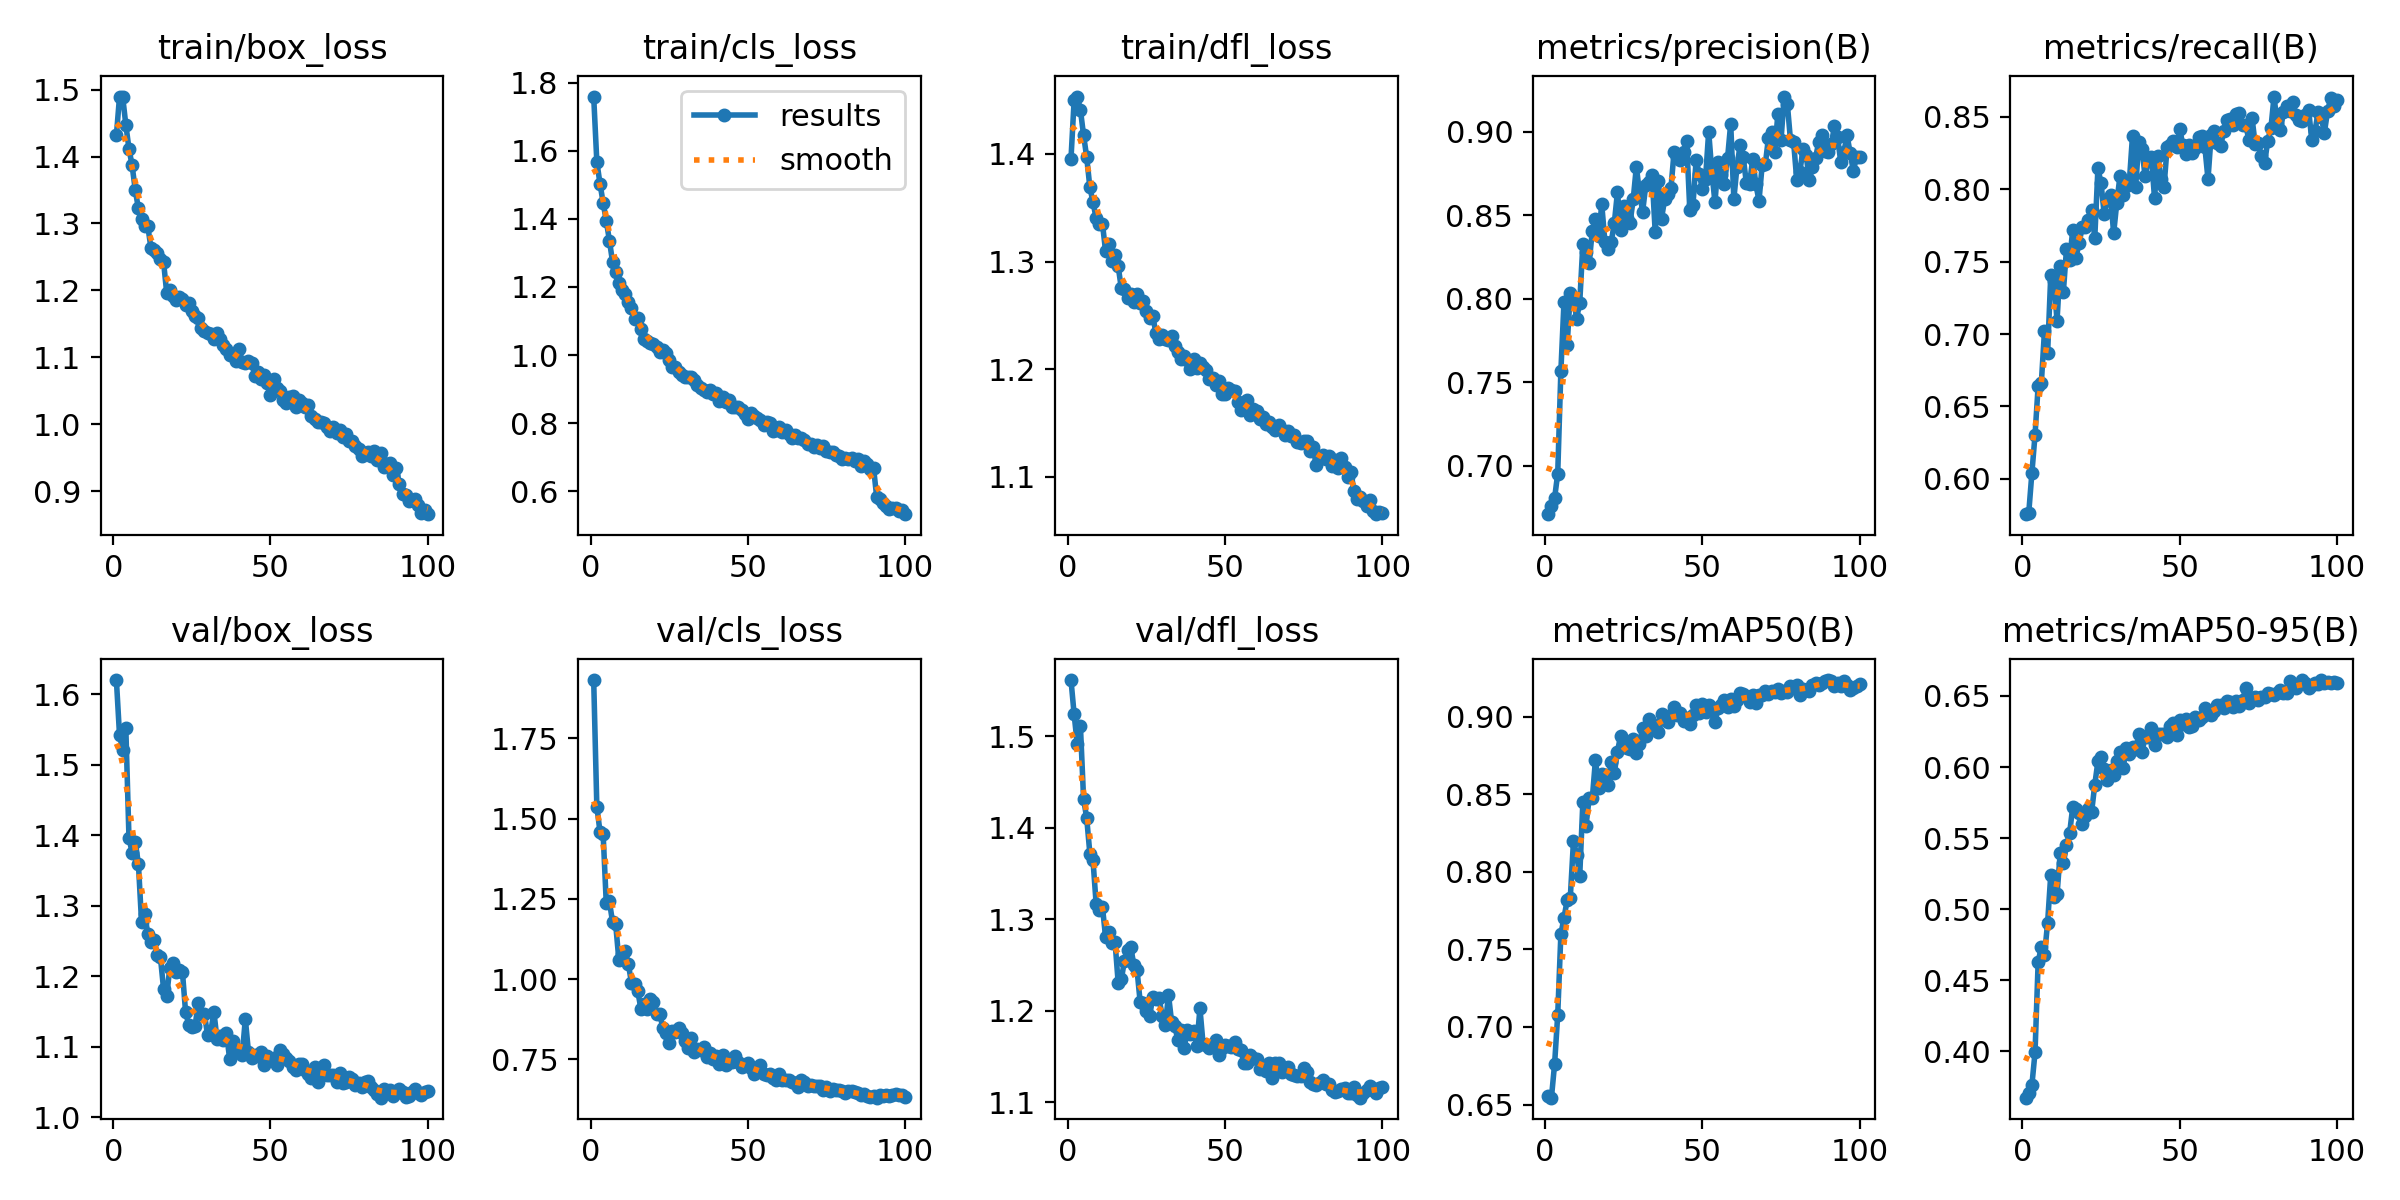 train/box_loss
1.5
1.4
1.3
1.2
1.1
1.0
0.9
0 50 100
train/cls_loss
results
smooth
1.8
1.6
1.4
1.2
1.0
0.8
0.6
0 50 100
train/dfl_loss
1.4
1.3
1.2
1.1
0 50 100
metrics/precision(B)
0.90
0.85
0.80
0.75
0.70
0 50 100
metrics/recall(B)
0.85
0.80
0.75
0.70
0.65
0.60
0 50 100
val/box_loss
1.6
1.5
1.4
1.3
1.2
1.1
1.0
0 50 100
val/cls_loss
1.75
1.50
1.25
1.00
0.75
0 50 100
val/dfl_loss
1.5
1.4
1.3
1.2
1.1
0 50 100
metrics/mAP50(B)
0.90
0.85
0.80
0.75
0.70
0.65
0 50 100
metrics/mAP50-95(B)
0.65
0.60
0.55
0.50
0.45
0.40
0 50 100